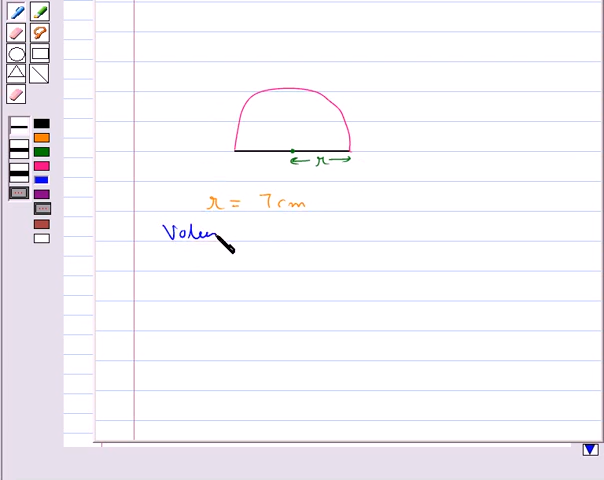 r
r = 7 cm
Volu